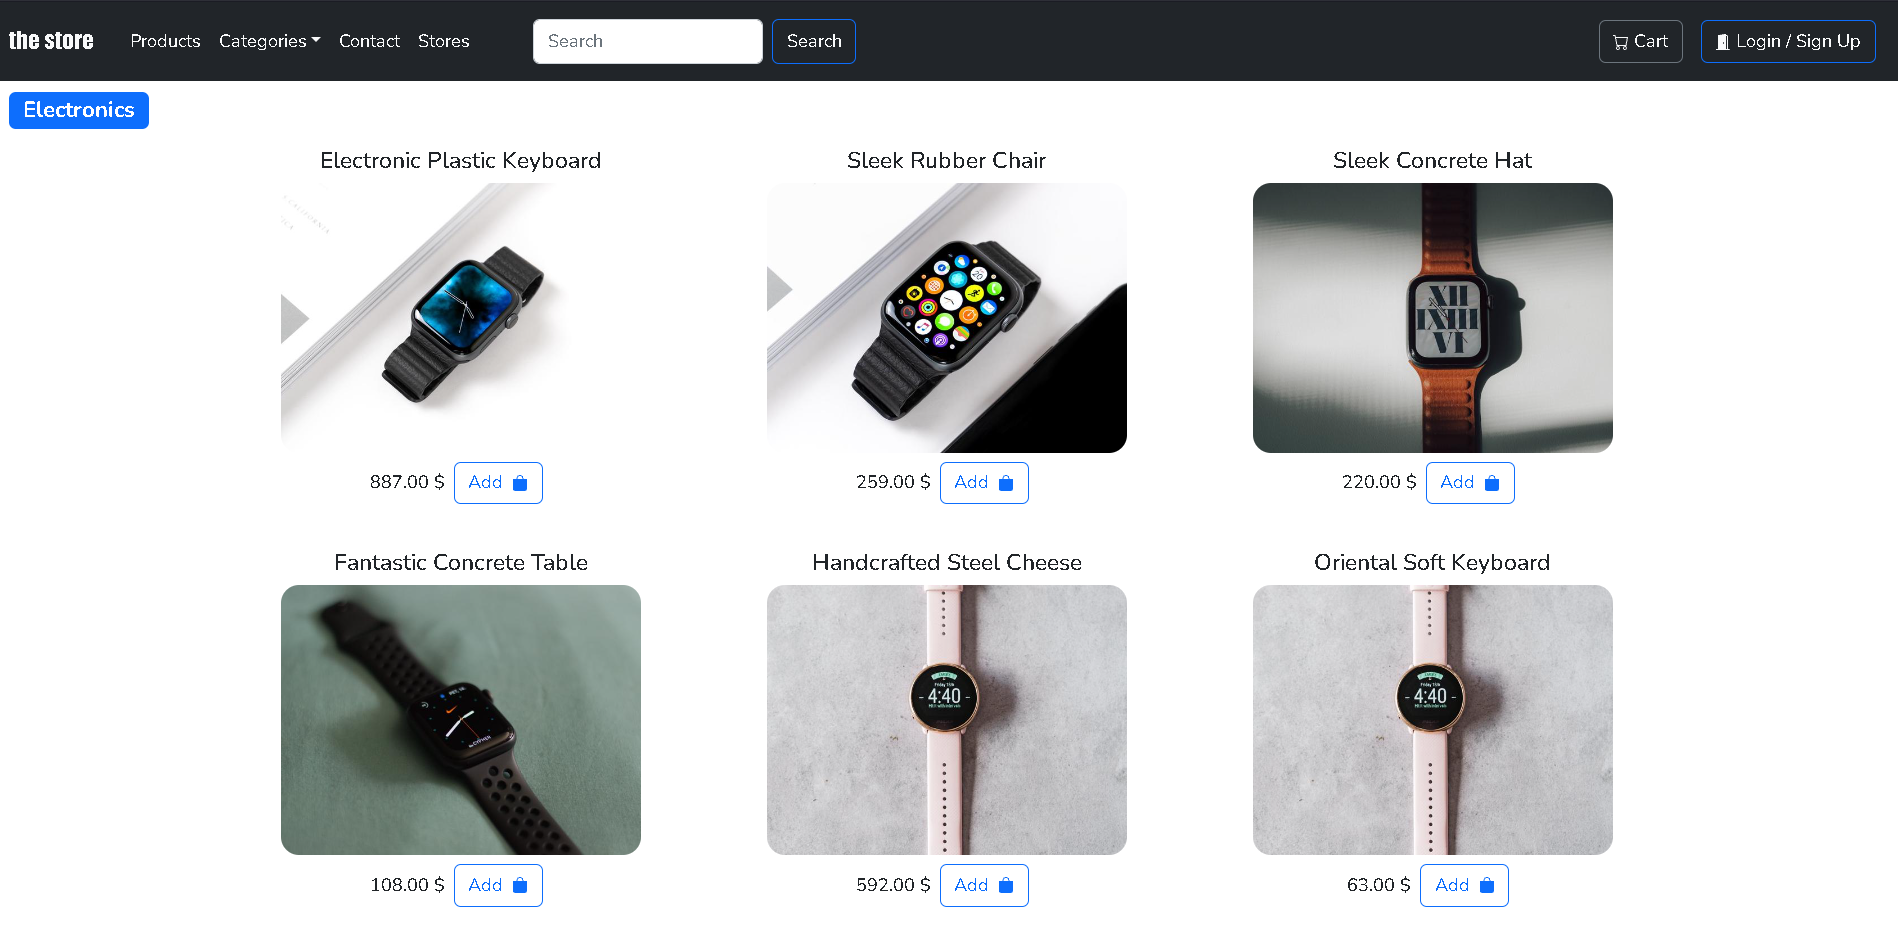 the store Products Categories Contact Stores Search Search Cart Login / Sign Up
Electronics
Electronic Plastic Keyboard
Sleek Rubber Chair
Sleek Concrete Hat
CALIFORNIA
20
XII
IX III
VI
887.00 $ Add
259.00 $ Add
220.00 $ Add
Fantastic Concrete Table
Handcrafted Steel Cheese
Oriental Soft Keyboard
4:40
4:40
108.00 $ Add
592.00 $ Add
63.00 $ Add